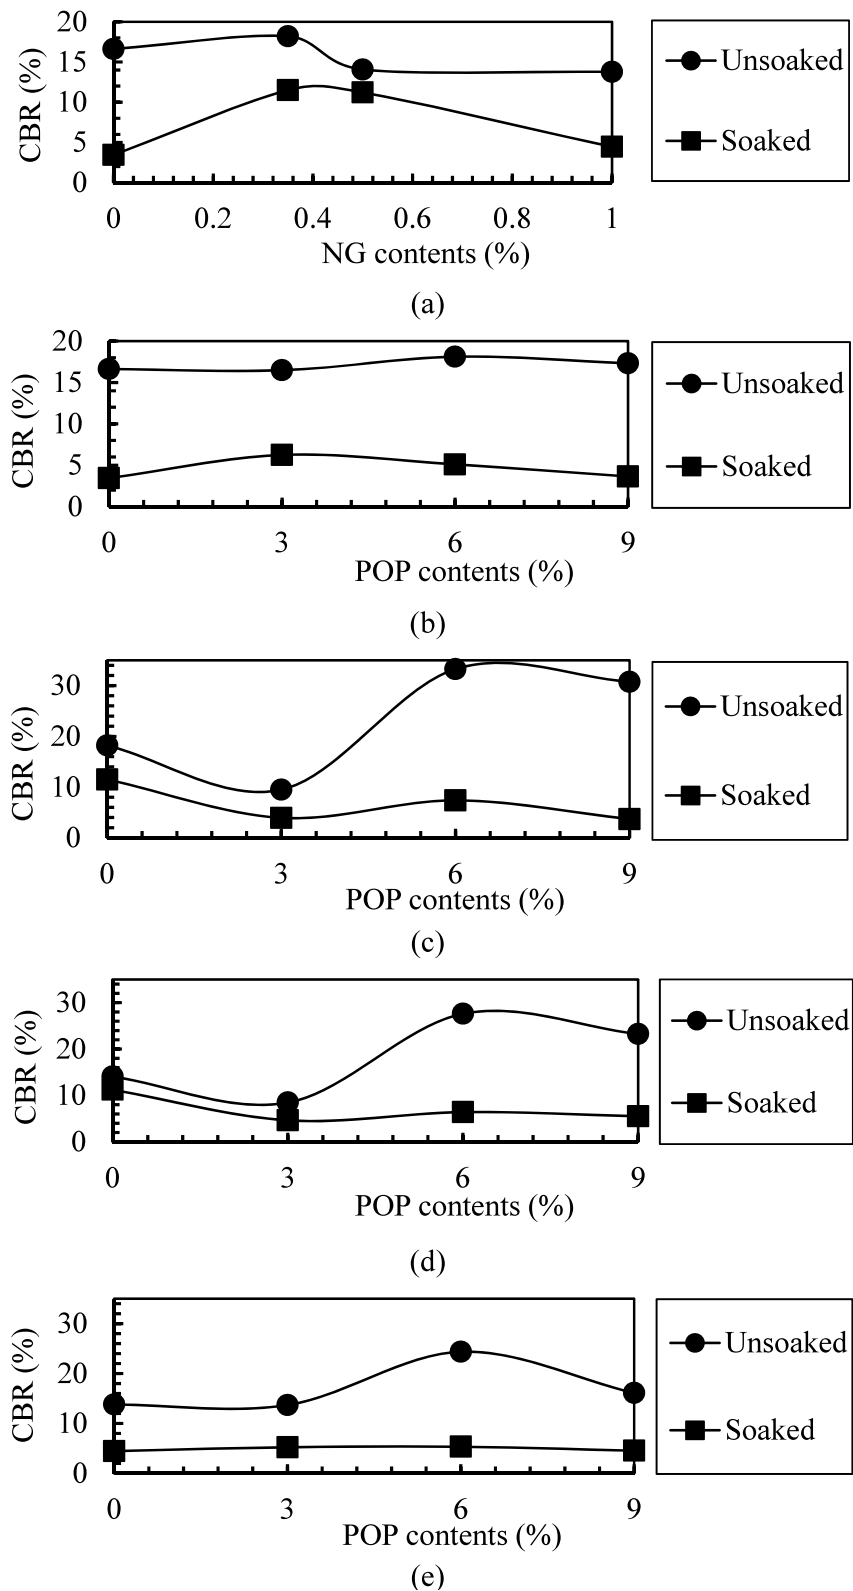 20
15
10
5
0
CBR (%)
0 0.2 0.4 0.6 0.8 1
NG contents (%)
Unsoaked
Soaked
(a)
20
15
10
5
0
CBR (%)
0 3 6 9
POP contents (%)
Unsoaked
Soaked
(b)
30
20
10
0
CBR (%)
0 3 6 9
POP contents (%)
Unsoaked
Soaked
(c)
30
20
10
0
CBR (%)
0 3 6 9
POP contents (%)
Unsoaked
Soaked
(d)
30
20
10
0
CBR (%)
0 3 6 9
POP contents (%)
Unsoaked
Soaked
(e)